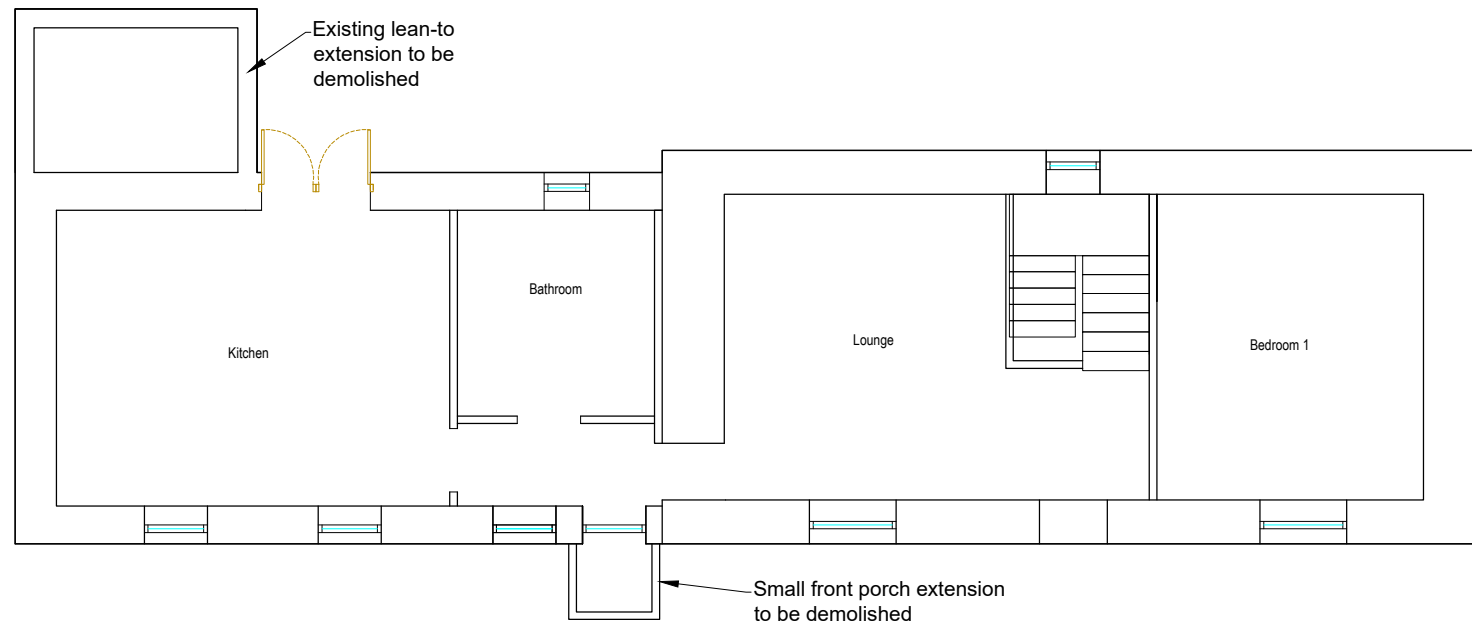 Existing lean-to
extension to be
demolished
Bathroom
Kitchen
Lounge
Bedroom 1
Small front porch extension
to be demolished